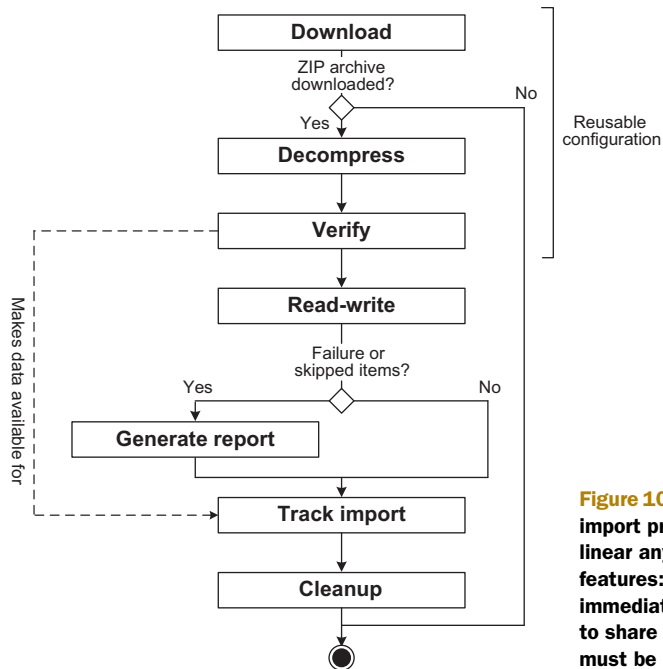 Download
ZIP archive
downloaded?
No
Yes
Reusable
configuration
Decompress
Verify
Makes data available for
Read-write
Failure or
skipped items?
Yes
No
Generate report
Track import
Cleanup
Figure 10
import pr
linear any
features:
immediat
to share
must be